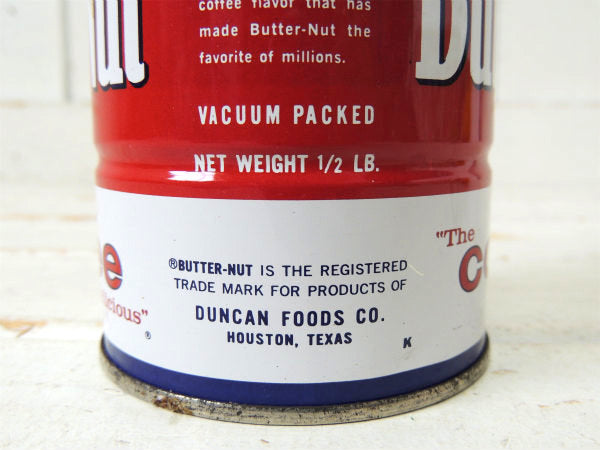 coffee flavor that has
made Butter-Nut the
favorite of millions.
VACUUM PACKED
NET WEIGHT 1/2 LB.
®BUTTER-NUT IS THE REGISTERED
TRADE MARK FOR PRODUCTS OF
DUNCAN FOODS CO.
HOUSTON, TEXAS
K
"The